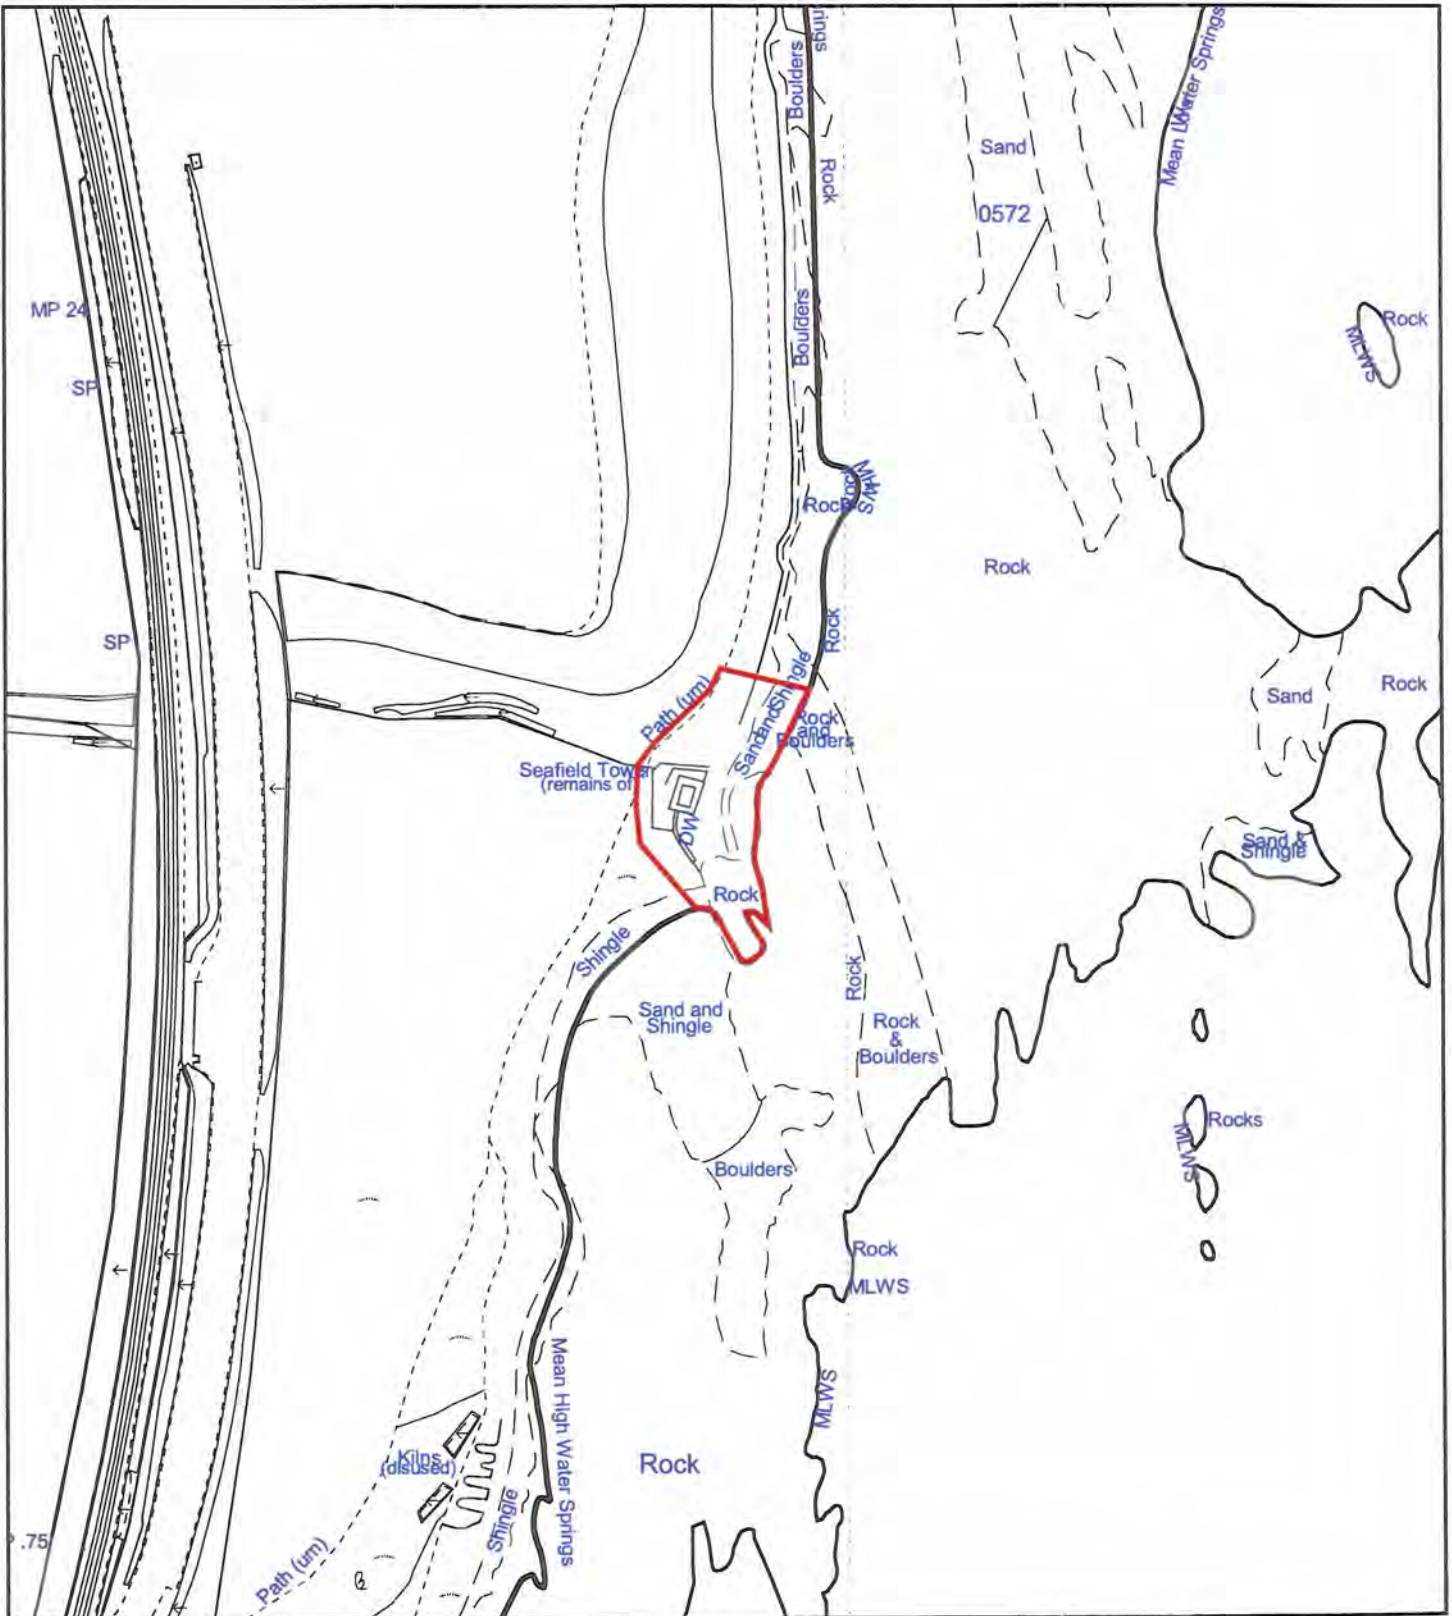 rings
Boulders
Mean Low Water Springs
Sand
Rock
0572
MP 24
Boulders
Rock
MLWS
SP
Rock
MHWS
Rock
Rock
SP
Rock
Sand and Shingle
Path (um)
Sand
Rock
Rock
and
Boulders
Seafield Tower
(remains of)
Mo
Sand &
Shingle
Rock
Shingle
Rock
Sand and
Shingle
Rock
&
Boulders
Rocks
MLWS
Boulders
Rock
MLWS
MLWS
Mean High Water Springs
Kilns
(disused)
Rock
Shingle
.75
Path (um)